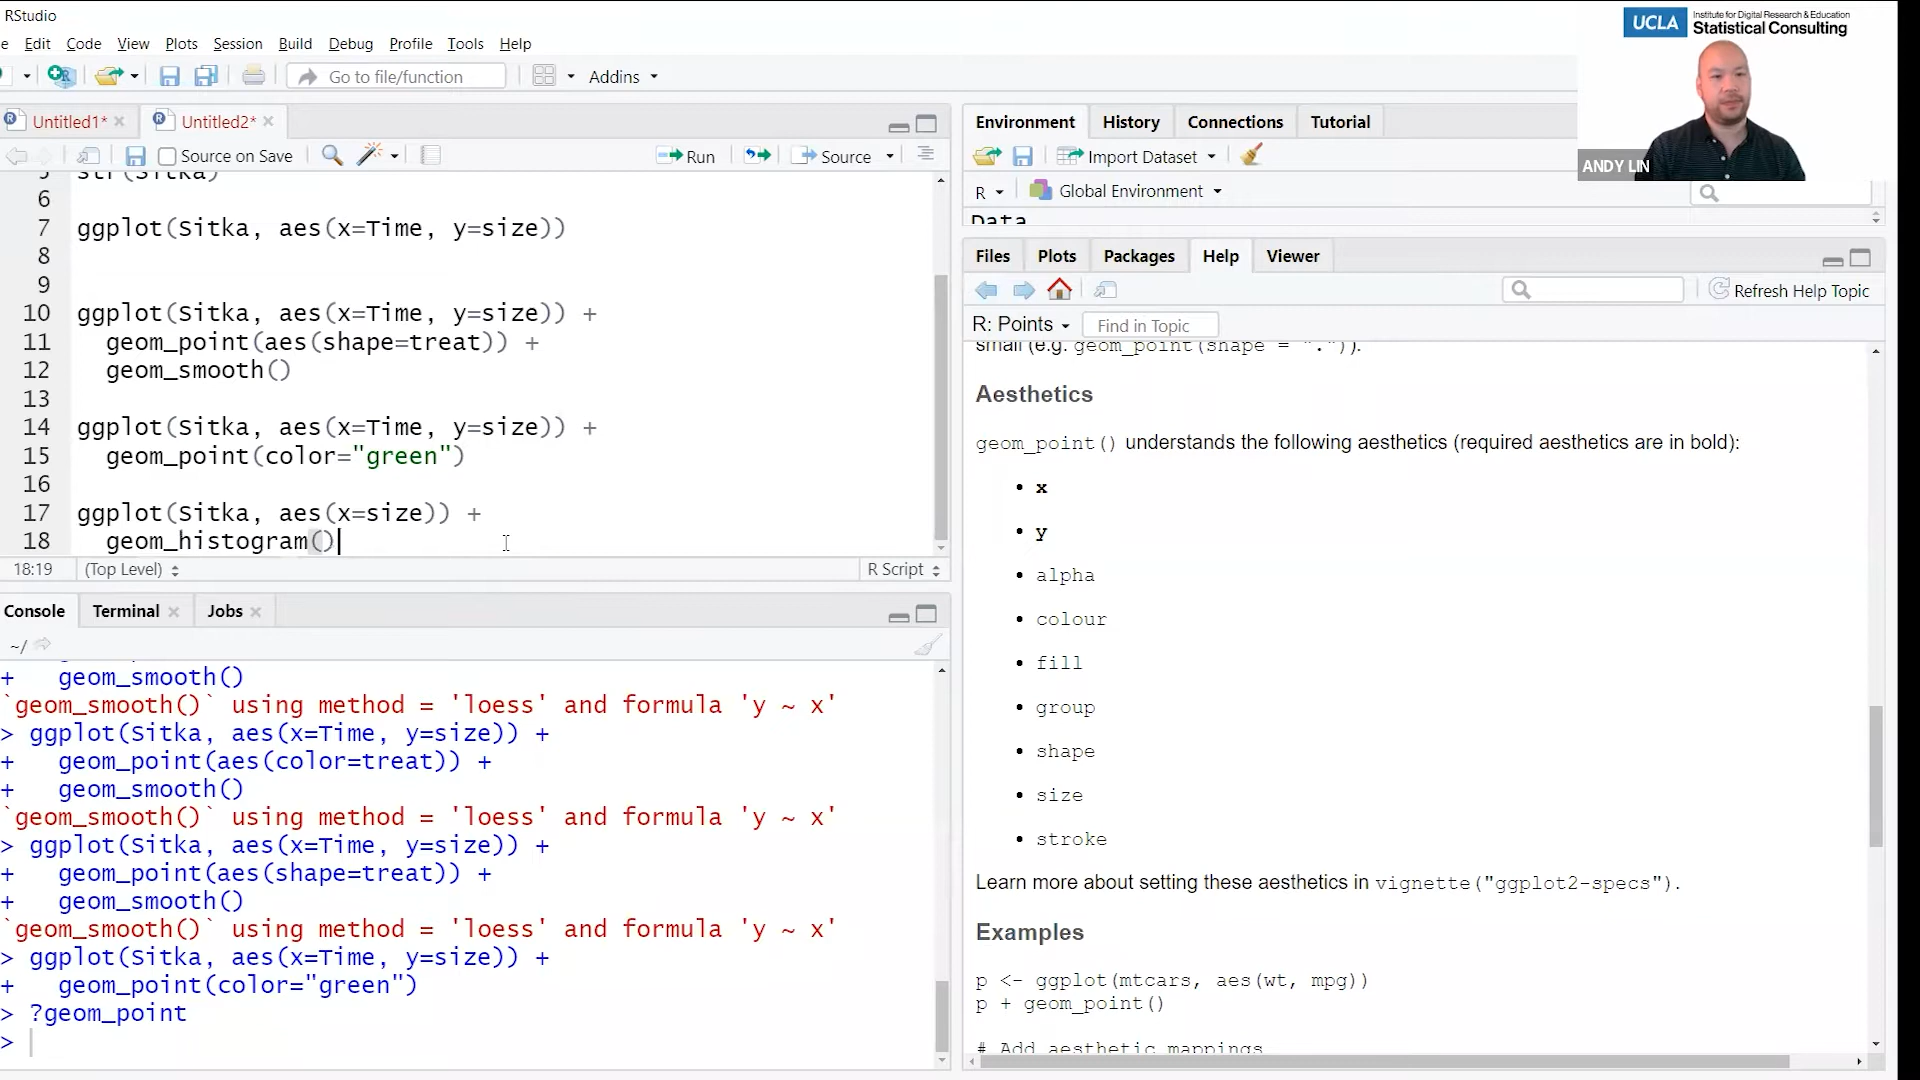 RStudio
e Edit Code View Plots Session Build Debug Profile Tools Help
Go to file/function
Addins
UCLA Institute for Digital Research & Education
Statistical Consulting
ANDY LIN
Untitled1* Untitled2*
Source on Save
Run
Source
5 str(Sitka)
6
7 ggplot(Sitka, aes(x=Time, y=size))
8
9
10 ggplot(Sitka, aes(x=Time, y=size)) +
11 geom_point(aes(shape=treat)) +
12 geom_smooth()
13
14 ggplot(Sitka, aes(x=Time, y=size)) +
15 geom_point(color="green")
16
17 ggplot(Sitka, aes(x=size)) +
18 geom_histogram()
18:19 (Top Level) R Script
Console Terminal Jobs
~/
+ geom_smooth()
`geom_smooth()` using method = 'loess' and formula 'y ~ x'
> ggplot(Sitka, aes(x=Time, y=size)) +
+ geom_point(aes(color=treat)) +
+ geom_smooth()
`geom_smooth()` using method = 'loess' and formula 'y ~ x'
> ggplot(Sitka, aes(x=Time, y=size)) +
+ geom_point(aes(shape=treat)) +
+ geom_smooth()
`geom_smooth()` using method = 'loess' and formula 'y ~ x'
> ggplot(Sitka, aes(x=Time, y=size)) +
+ geom_point(color="green")
> ?geom_point
>
Environment History Connections Tutorial
Import Dataset
R Global Environment
Data
Files Plots Packages Help Viewer
Refresh Help Topic
R: Points Find in Topic
small (e.g. geom_point(shape = ".")).
Aesthetics
geom_point() understands the following aesthetics (required aesthetics are in bold):
• x
• y
• alpha
• colour
• fill
• group
• shape
• size
• stroke
Learn more about setting these aesthetics in vignette("ggplot2-specs").
Examples
p <- ggplot(mtcars, aes(wt, mpg))
p + geom_point()
# Add aesthetic mappings